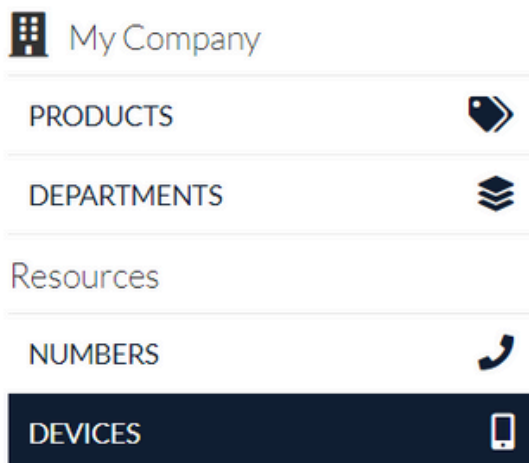 My Company
PRODUCTS
DEPARTMENTS
Resources
NUMBERS
DEVICES